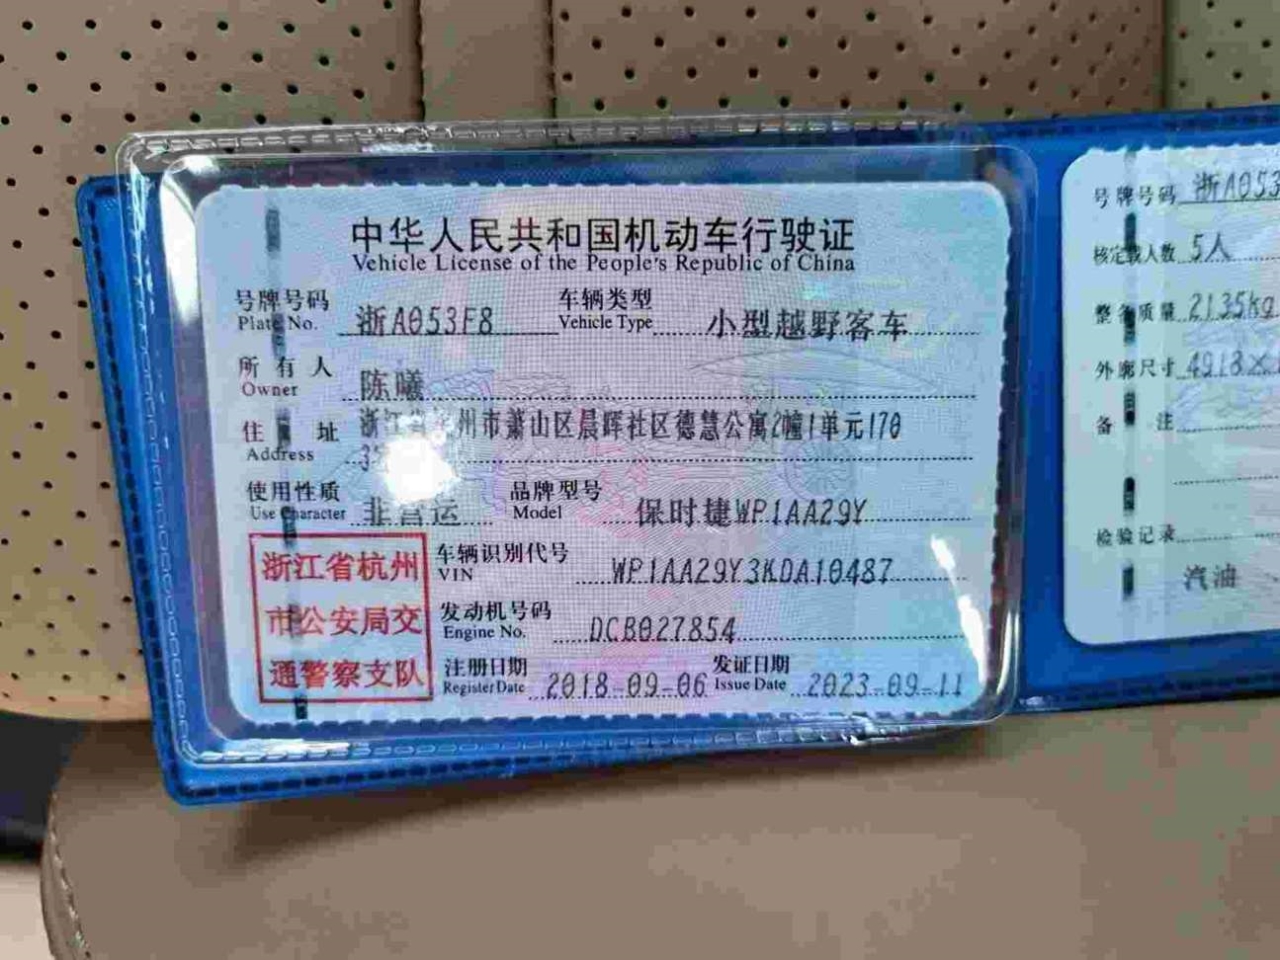 中华人民共和国机动车行驶证
Vehicle License of the People's Republic of China
号牌号码 浙A053F8 车辆类型 小型越野客车
Plate No. Vehicle Type
所有人 陈曦
Owner
住址 浙江省 州市萧山区晨晖社区德慧公寓2幢1单元170
Address 3
使用性质 非营运 品牌型号 保时捷WP1AA29Y
Use Character Model
车辆识别代号 WP1AA29Y3KDA10487
VIN
发动机号码 DCB027854
Engine No.
注册日期 2018-09-06 发证日期 2023-09-11
Register Date Issue Date
浙江省杭州
市公安局交
通警察支队
号牌号码 浙A053
核定载人数 5人
整备质量 2135kg
外廓尺寸 4918×
备注
检验记录
汽油